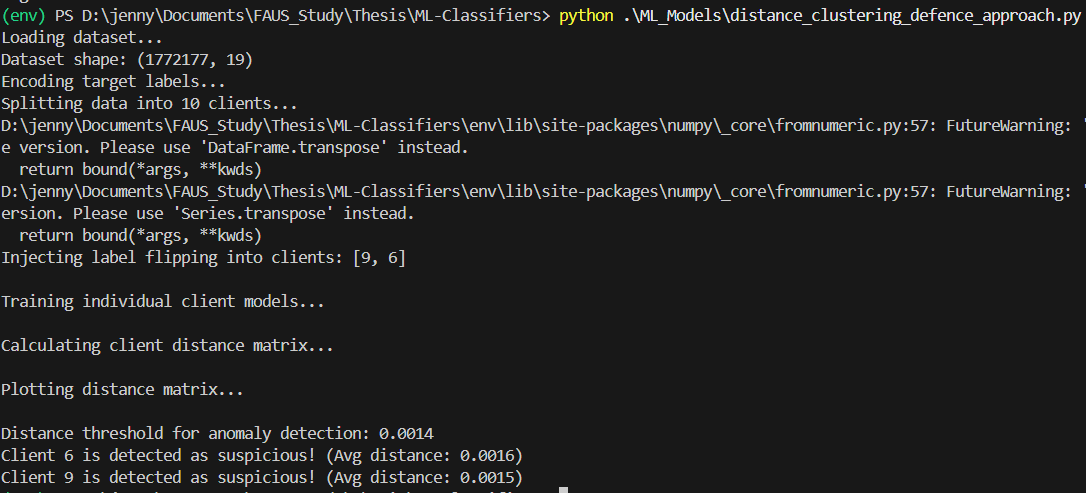 (env) PS D:\jenny\Documents\FAUS_Study\Thesis\ML-Classifiers> python .\ML_Models\distance_clustering_defence_approach.py
Loading dataset...
Dataset shape: (1772177, 19)
Encoding target labels...
Splitting data into 10 clients...
D:\jenny\Documents\FAUS_Study\Thesis\ML-Classifiers\env\lib\site-packages\numpy\_core\fromnumeric.py:57: FutureWarning: '
e version. Please use 'DataFrame.transpose' instead.
  return bound(*args, **kwds)
D:\jenny\Documents\FAUS_Study\Thesis\ML-Classifiers\env\lib\site-packages\numpy\_core\fromnumeric.py:57: FutureWarning: '
ersion. Please use 'Series.transpose' instead.
  return bound(*args, **kwds)
Injecting label flipping into clients: [9, 6]
Training individual client models...
Calculating client distance matrix...
Plotting distance matrix...
Distance threshold for anomaly detection: 0.0014
Client 6 is detected as suspicious! (Avg distance: 0.0016)
Client 9 is detected as suspicious! (Avg distance: 0.0015)